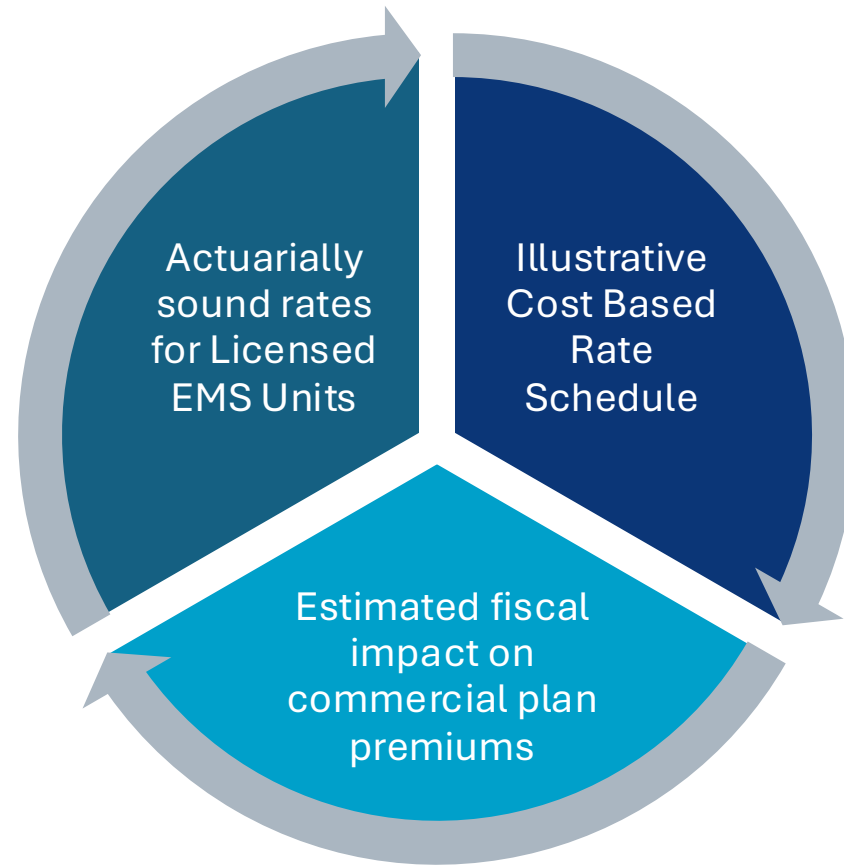 Actuarially
sound rates
for Licensed
EMS Units
Illustrative
Cost Based
Rate
Schedule
Estimated fiscal
impact on
commercial plan
premiums